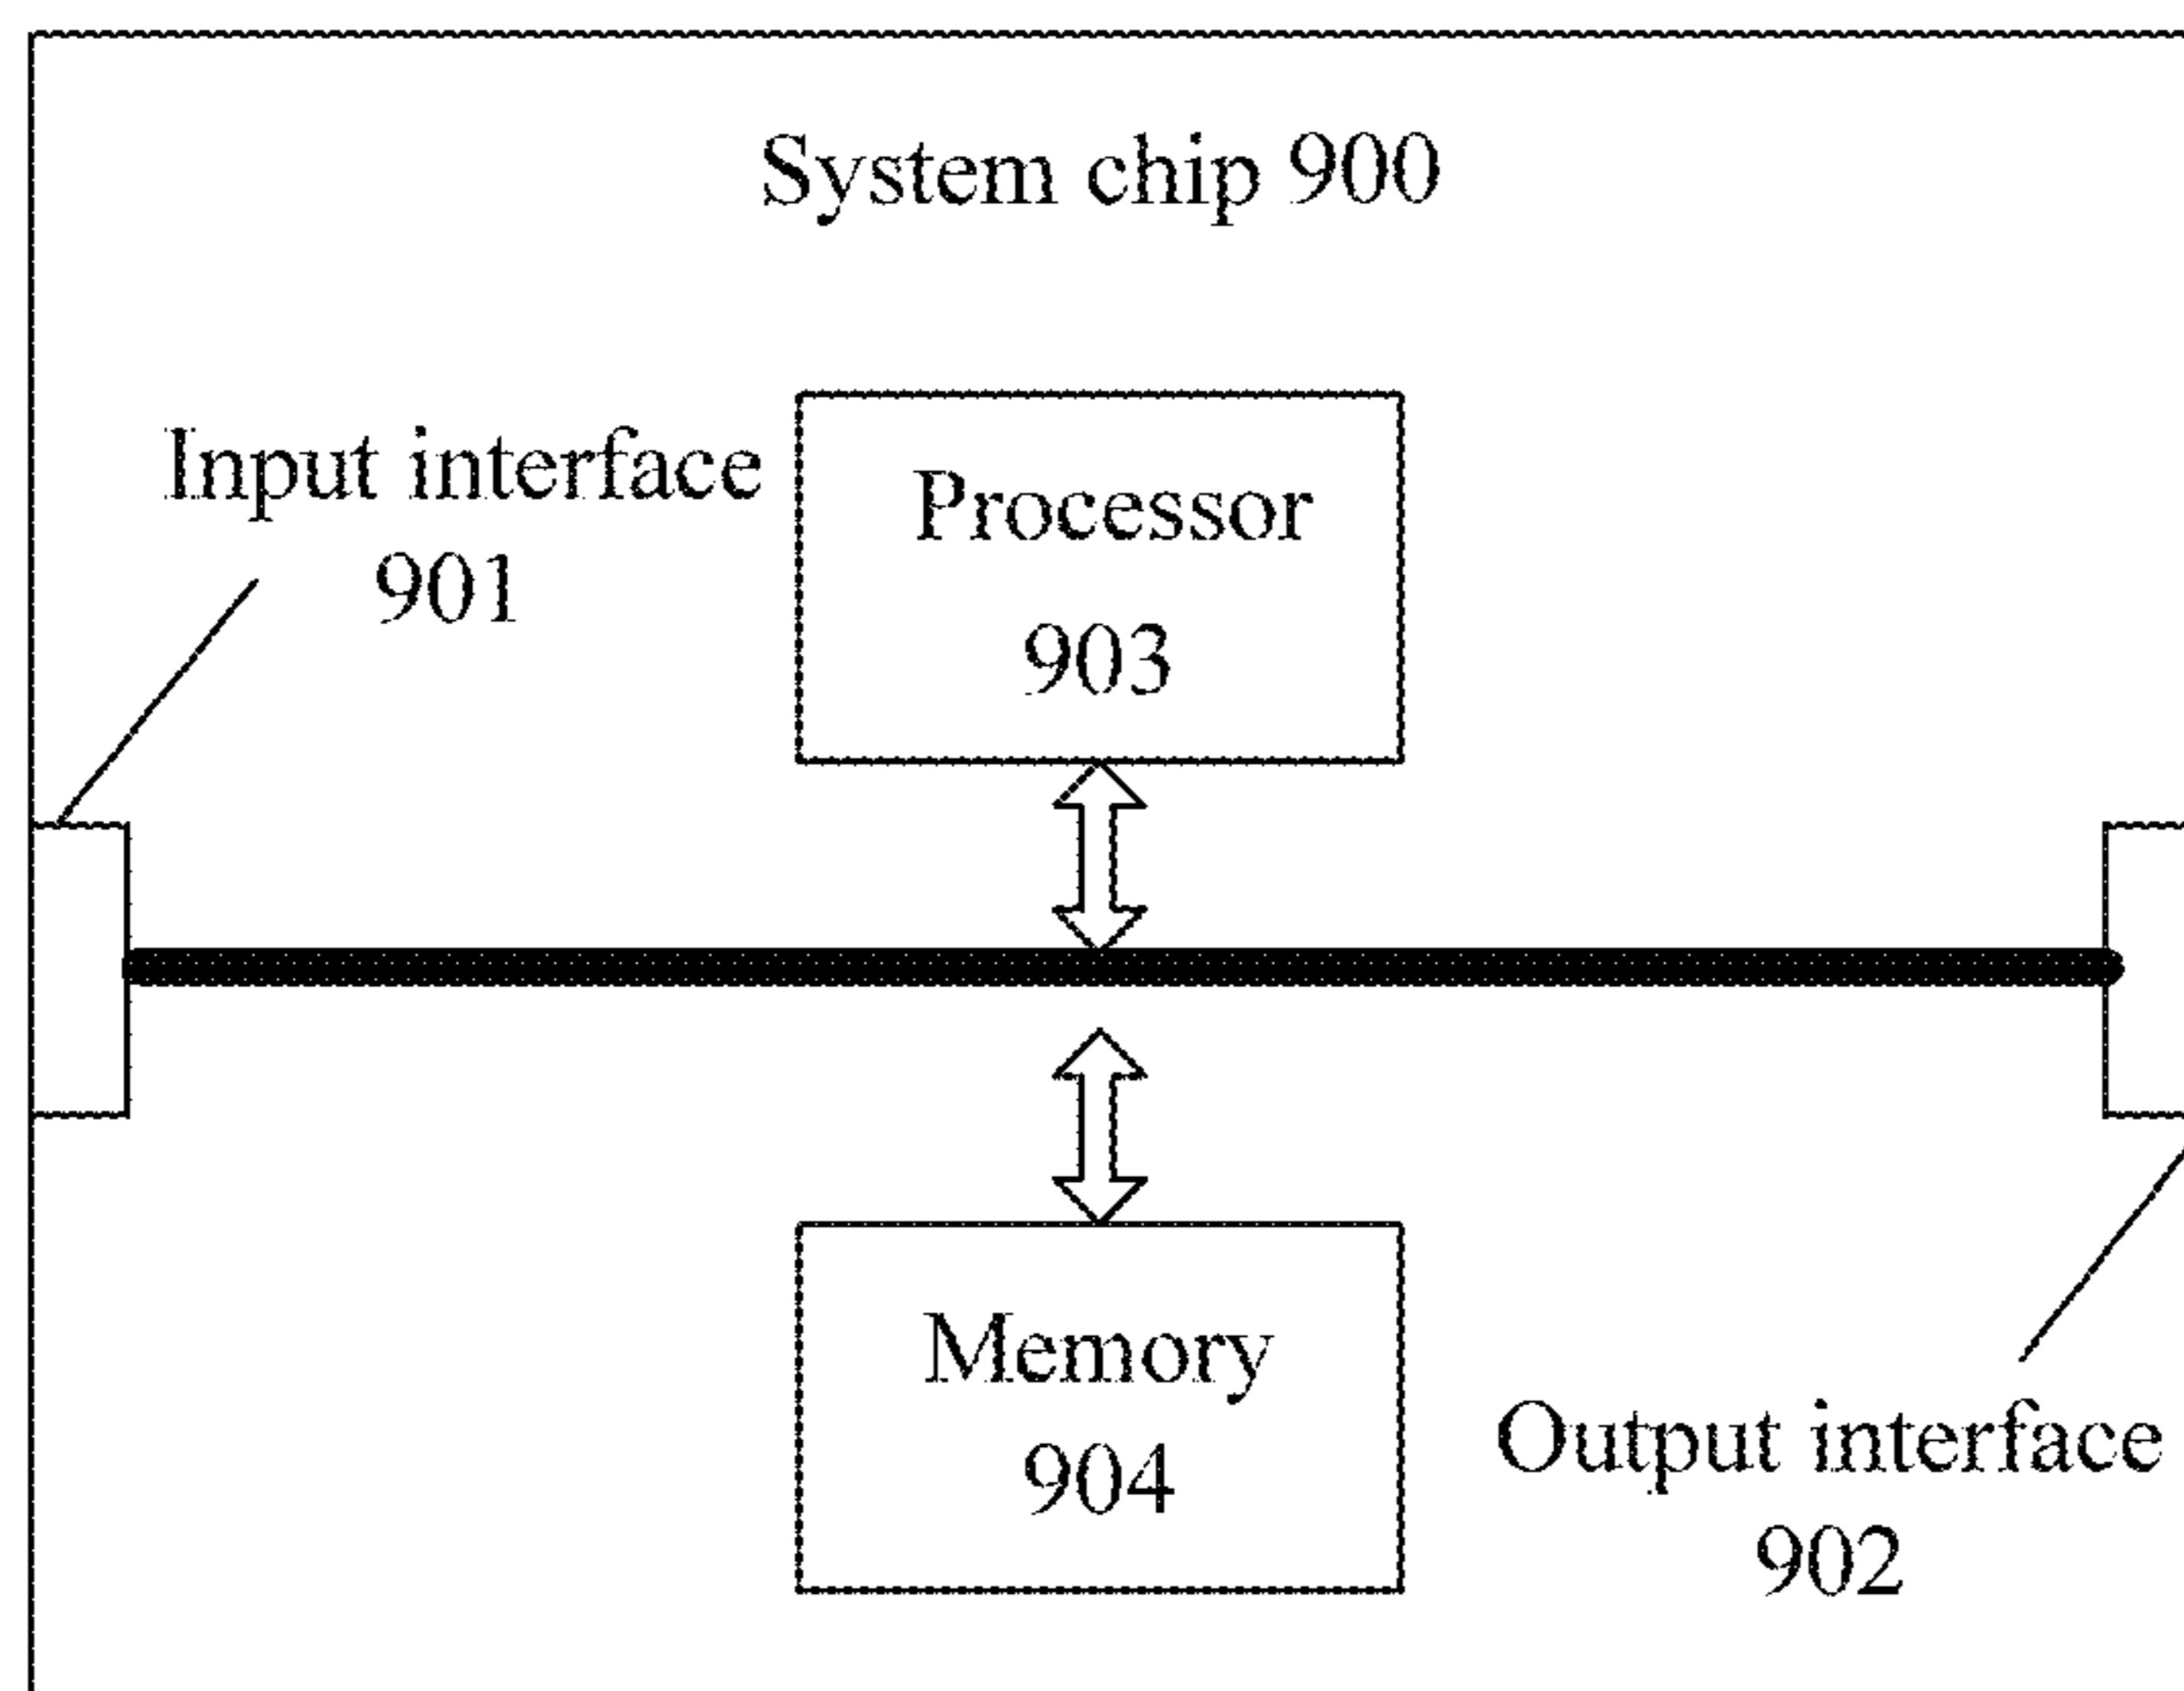 System chip 900
Input interface
901
Processor
903
Memory
904
Output interface
902